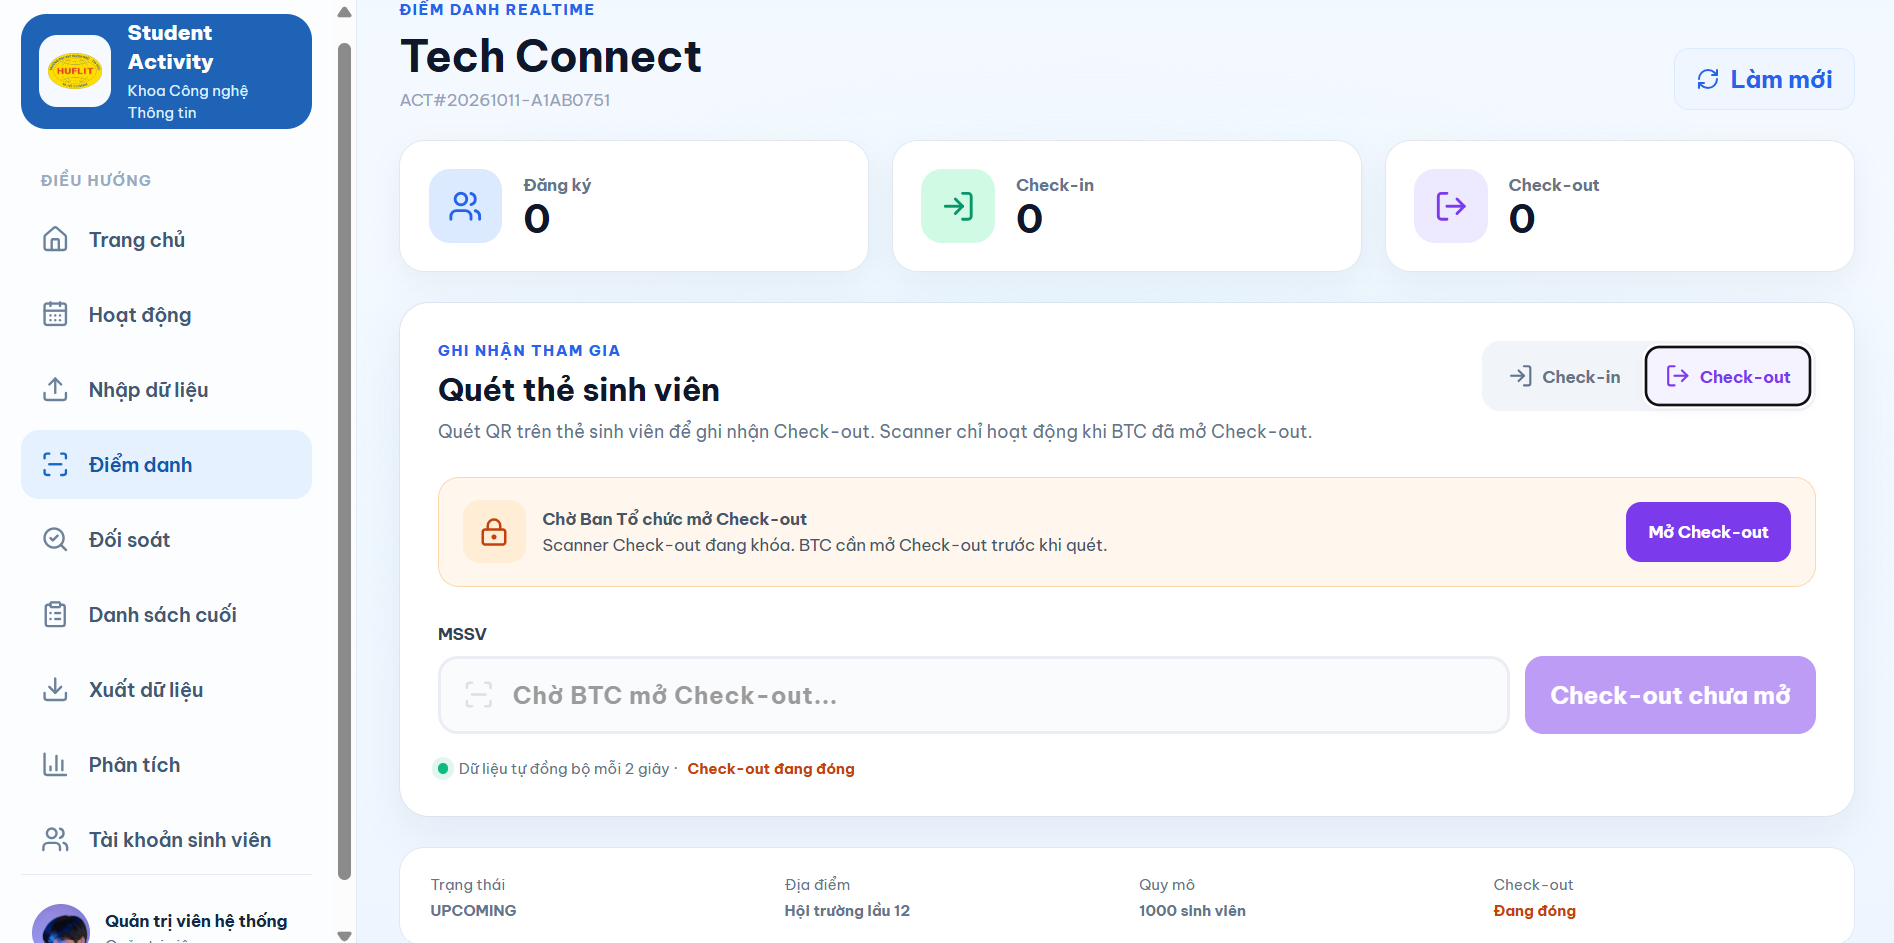 Student
Activity
Khoa Công nghệ
Thông tin
HUFLIT
ĐIỀU HƯỚNG
Trang chủ
Hoạt động
Nhập dữ liệu
Điểm danh
Đối soát
Danh sách cuối
Xuất dữ liệu
Phân tích
Tài khoản sinh viên
Quản trị viên hệ thống
ĐIỂM DANH REALTIME
Tech Connect
ACT#20261011-A1AB0751
Làm mới
Đăng ký
0
Check-in
0
Check-out
0
GHI NHẬN THAM GIA
Quét thẻ sinh viên
Quét QR trên thẻ sinh viên để ghi nhận Check-out. Scanner chỉ hoạt động khi BTC đã mở Check-out.
Check-in
Check-out
Chờ Ban Tổ chức mở Check-out
Scanner Check-out đang khóa. BTC cần mở Check-out trước khi quét.
Mở Check-out
MSSV
Chờ BTC mở Check-out...
Check-out chưa mở
Dữ liệu tự đồng bộ mỗi 2 giây · Check-out đang đóng
Trạng thái
UPCOMING
Địa điểm
Hội trường lầu 12
Quy mô
1000 sinh viên
Check-out
Đang đóng